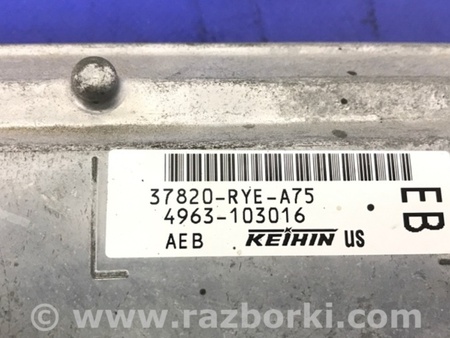 37820-RYE-A75
4963-103016
AEB KEIHIN US
EB
© www.razborki.com